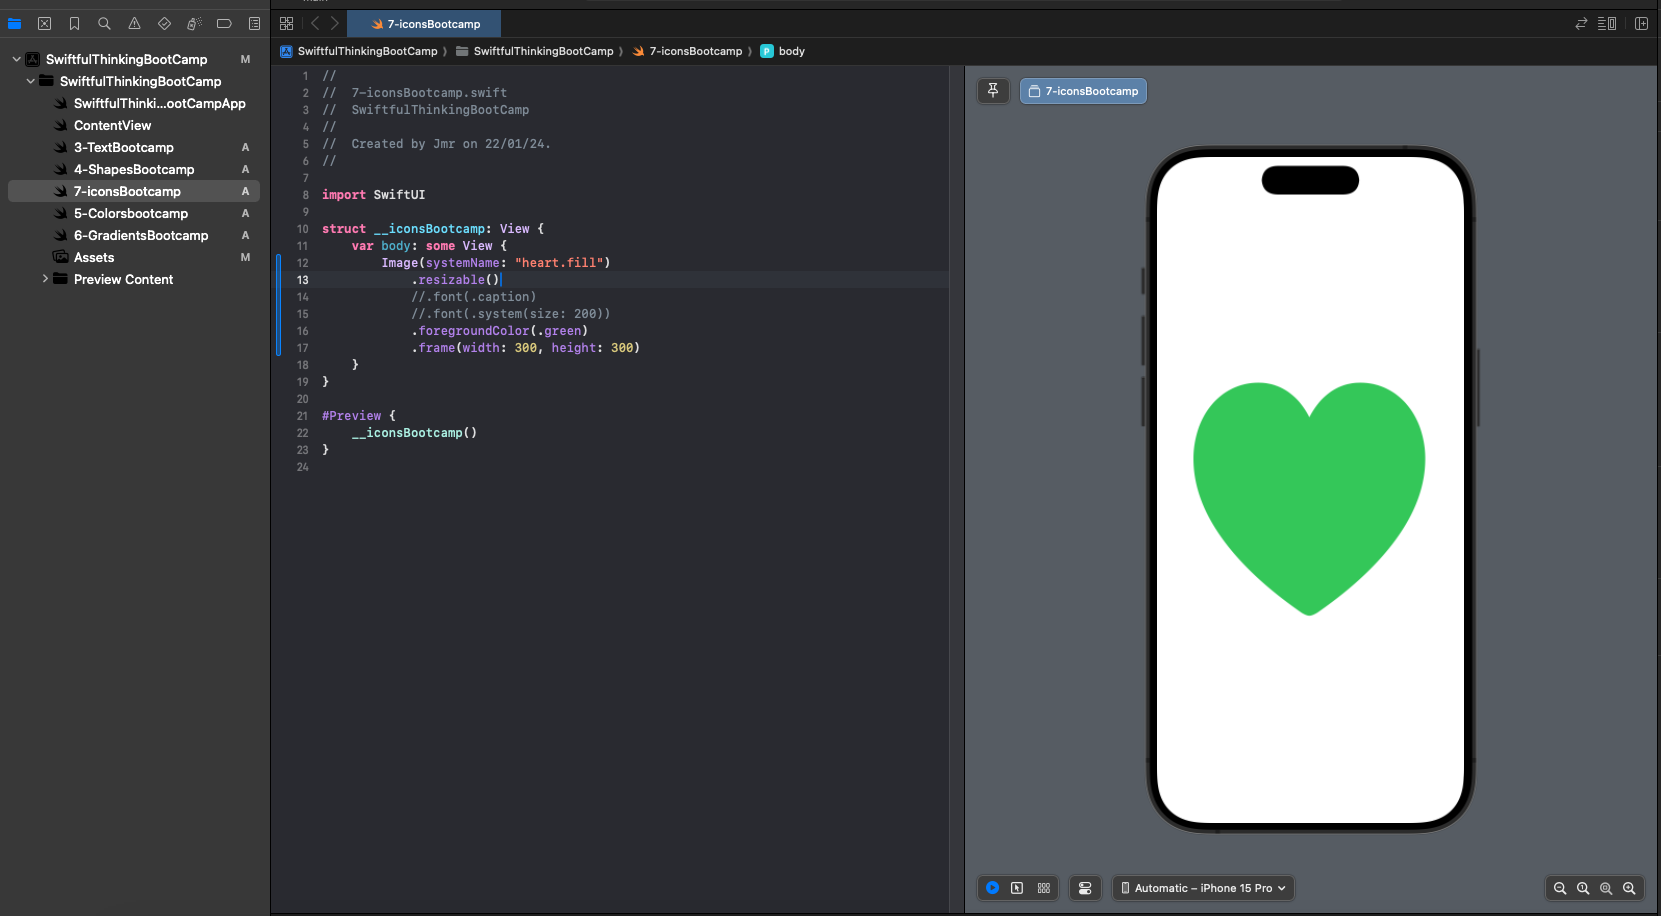 7-iconsBootcamp
SwiftfulThinkingBootCamp 〉 SwiftfulThinkingBootCamp 〉 7-iconsBootcamp 〉 P body
SwiftfulThinkingBootCamp M
SwiftfulThinkingBootCamp
SwiftfulThinki...ootCampApp
ContentView
3-TextBootcamp A
4-ShapesBootcamp A
7-iconsBootcamp A
5-Colorsbootcamp A
6-GradientsBootcamp A
Assets M
Preview Content
1 //
2 //  7-iconsBootcamp.swift
3 //  SwiftfulThinkingBootCamp
4 //
5 //  Created by Jmr on 22/01/24.
6 //
7
8 import SwiftUI
9
10 struct __iconsBootcamp: View {
11     var body: some View {
12         Image(systemName: "heart.fill")
13             .resizable()
14             //.font(.caption)
15             //.font(.system(size: 200))
16             .foregroundColor(.green)
17             .frame(width: 300, height: 300)
18     }
19 }
20
21 #Preview {
22     __iconsBootcamp()
23 }
24
7-iconsBootcamp
Automatic – iPhone 15 Pro